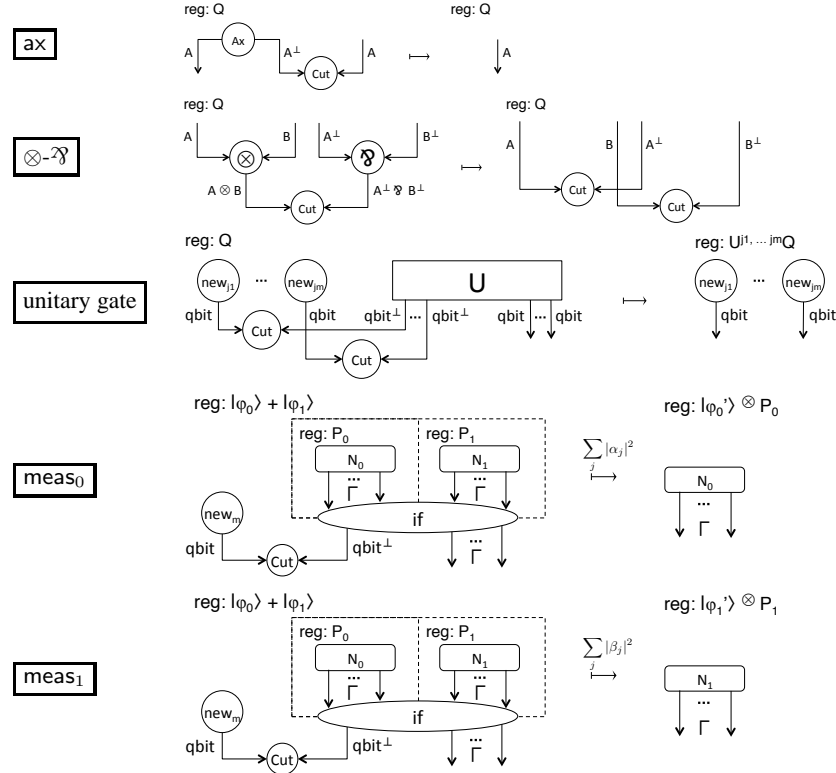 reg: Q reg: Q
ax
A Ax A⊥ A ↦ A
Cut
reg: Q reg: Q
A B A⊥ B⊥ A B A⊥ B⊥
⊗-⅋ ⊗ ⅋ ↦
A ⊗ B A⊥ ⅋ B⊥ Cut
Cut Cut
reg: Q reg: U^{j1, ... jm}Q
new_{j1} ... new_{jm} U new_{j1} ... new_{jm}
unitary gate ↦
qbit qbit qbit⊥ ... qbit⊥ qbit ... qbit qbit qbit
Cut
Cut
reg: |φ₀⟩ + |φ₁⟩ reg: |φ₀'⟩ ⊗ P₀
reg: P₀ reg: P₁ ∑_j |α_j|²
N₀ N₁ ↦ N₀
meas₀ ... ... ...
Γ Γ Γ
new_m if
qbit qbit⊥ ...
Cut Γ
reg: |φ₀⟩ + |φ₁⟩ reg: |φ₁'⟩ ⊗ P₁
reg: P₀ reg: P₁ ∑_j |β_j|²
N₀ N₁ ↦ N₁
meas₁ ... ... ...
Γ Γ Γ
new_m if
qbit qbit⊥ ...
Cut Γ